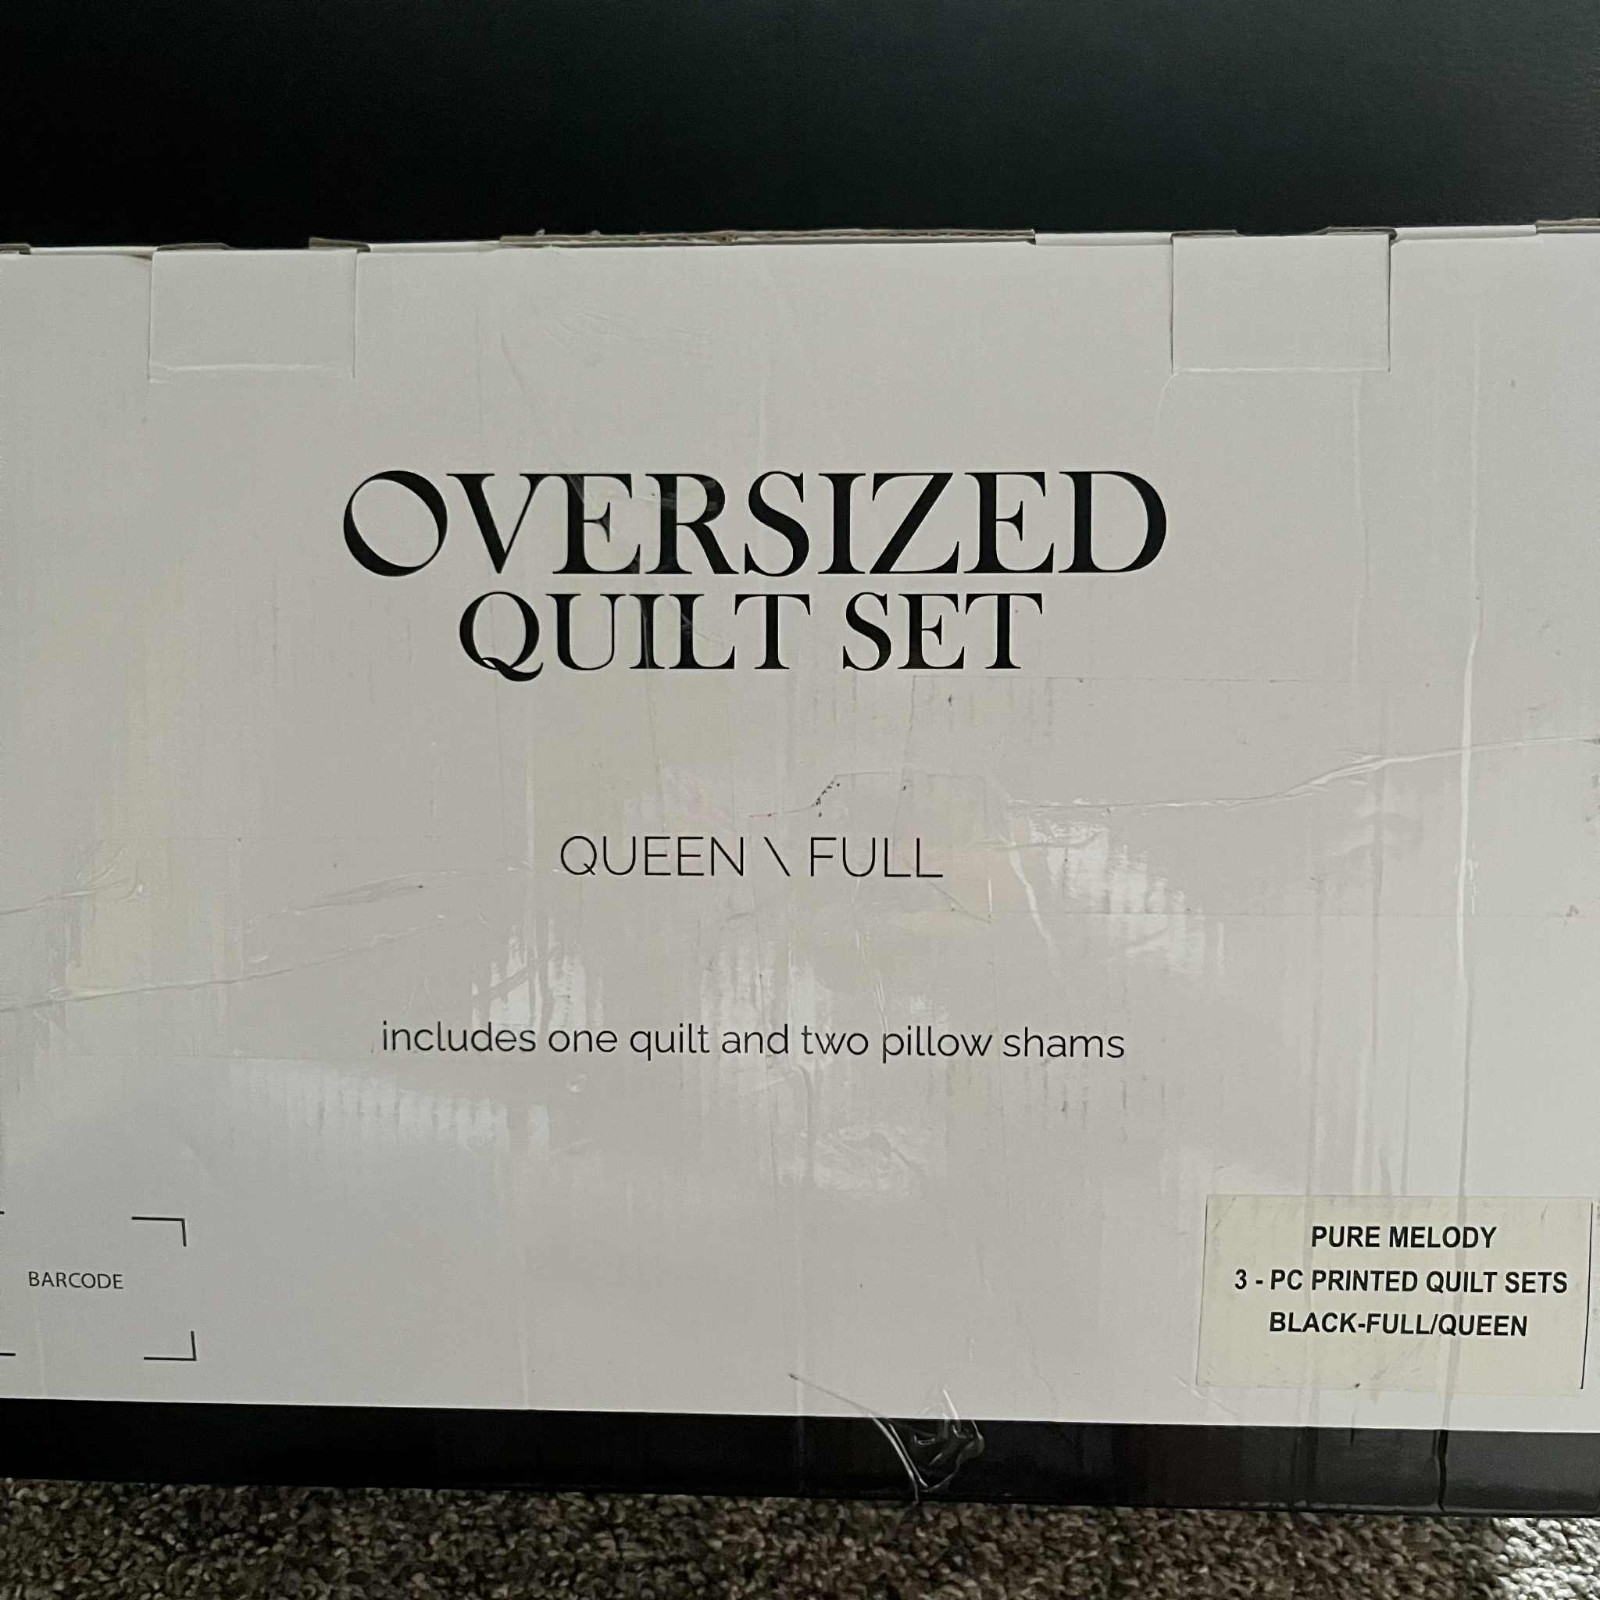 OVERSIZED
QUILT SET
QUEEN \ FULL
includes one quilt and two pillow shams
BARCODE
PURE MELODY
3 - PC PRINTED QUILT SETS
BLACK-FULL/QUEEN